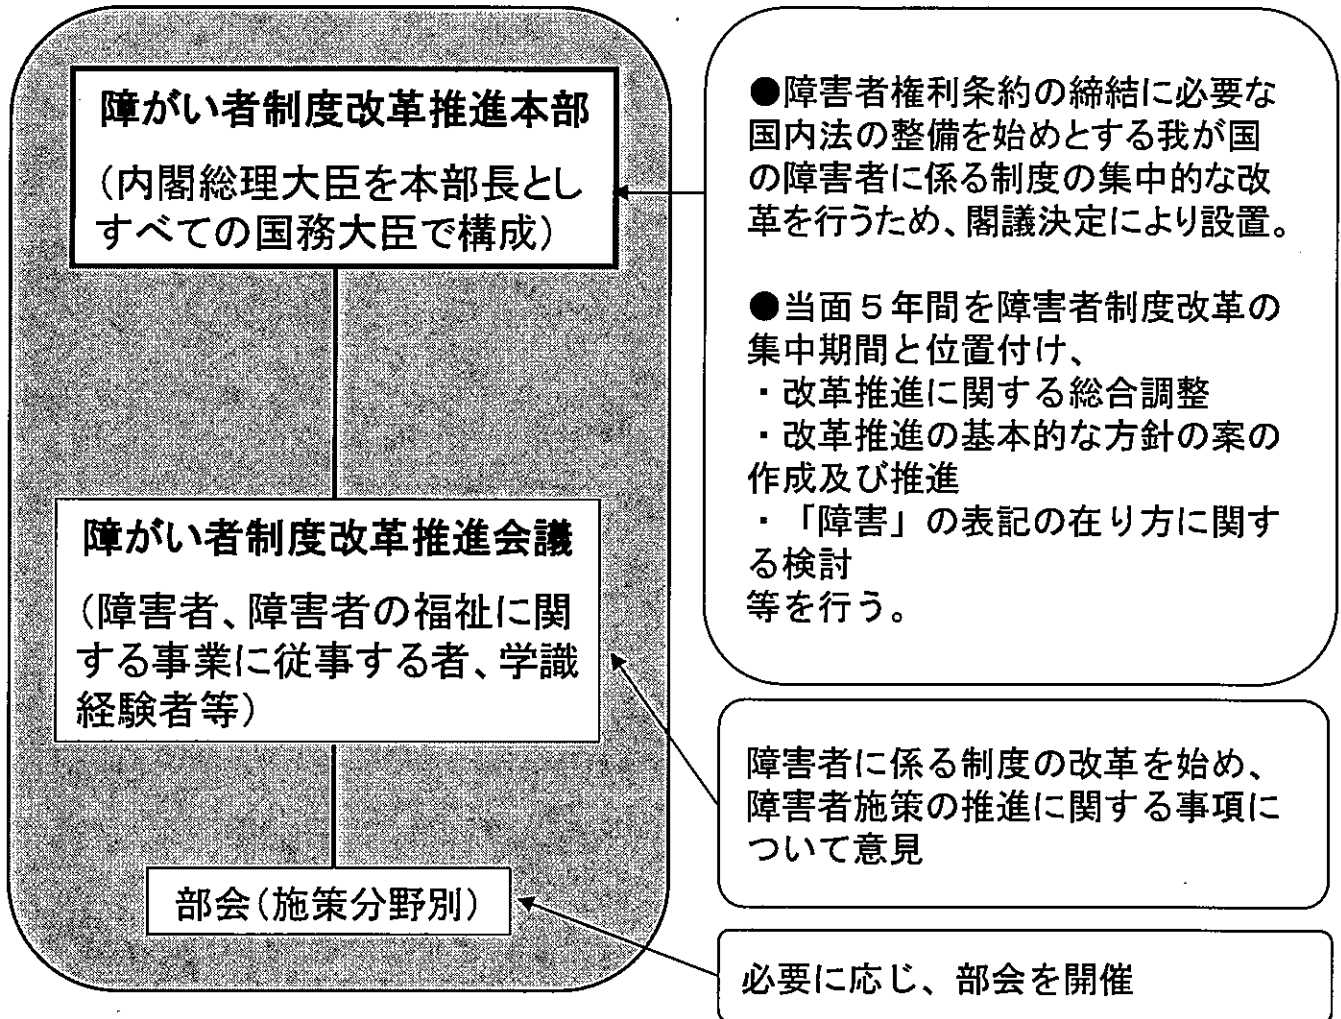 障がい者制度改革推進本部
（内閣総理大臣を本部長とし
すべての国務大臣で構成）
●障害者権利条約の締結に必要な
国内法の整備を始めとする我が国
の障害者に係る制度の集中的な改
革を行うため、閣議決定により設置。
●当面５年間を障害者制度改革の
集中期間と位置付け、
・改革推進に関する総合調整
・改革推進の基本的な方針の案の
作成及び推進
・「障害」の表記の在り方に関す
る検討
等を行う。
障がい者制度改革推進会議
（障害者、障害者の福祉に関
する事業に従事する者、学識
経験者等）
障害者に係る制度の改革を始め、
障害者施策の推進に関する事項に
ついて意見
部会（施策分野別）
必要に応じ、部会を開催